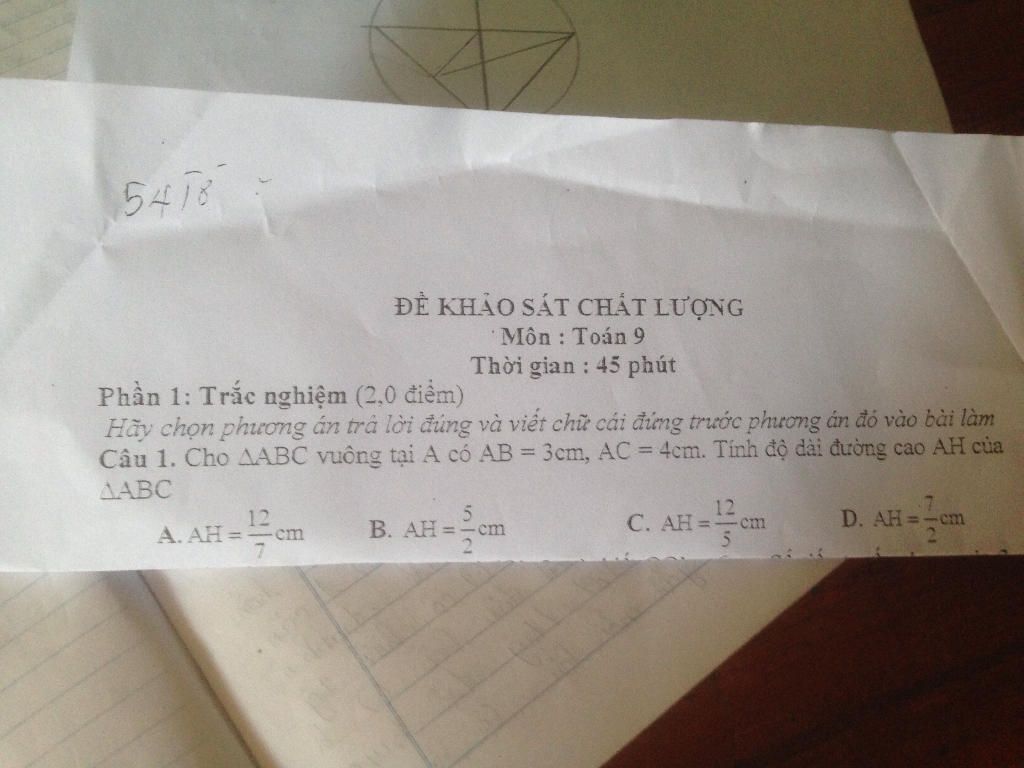 ĐỀ KHẢO SÁT CHẤT LƯỢNG
Môn : Toán 9
Thời gian : 45 phút
Phần 1: Trắc nghiệm (2,0 điểm)
Hãy chọn phương án trả lời đúng và viết chữ cái đứng trước phương án đó vào bài làm
Câu 1. Cho ΔABC vuông tại A có AB = 3cm, AC = 4cm. Tính độ dài đường cao AH của
ΔABC
A. AH = 12/7 cm B. AH = 5/2 cm C. AH = 12/5 cm D. AH = 7/2 cm